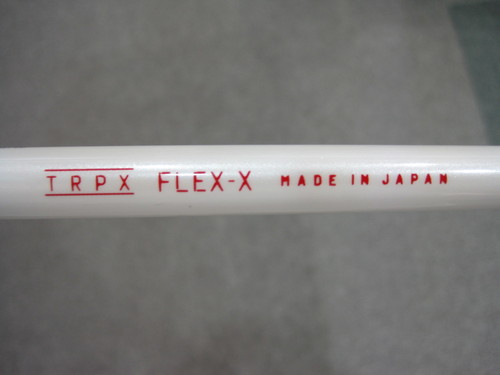 TRPX FLEX-X MADE IN JAPAN